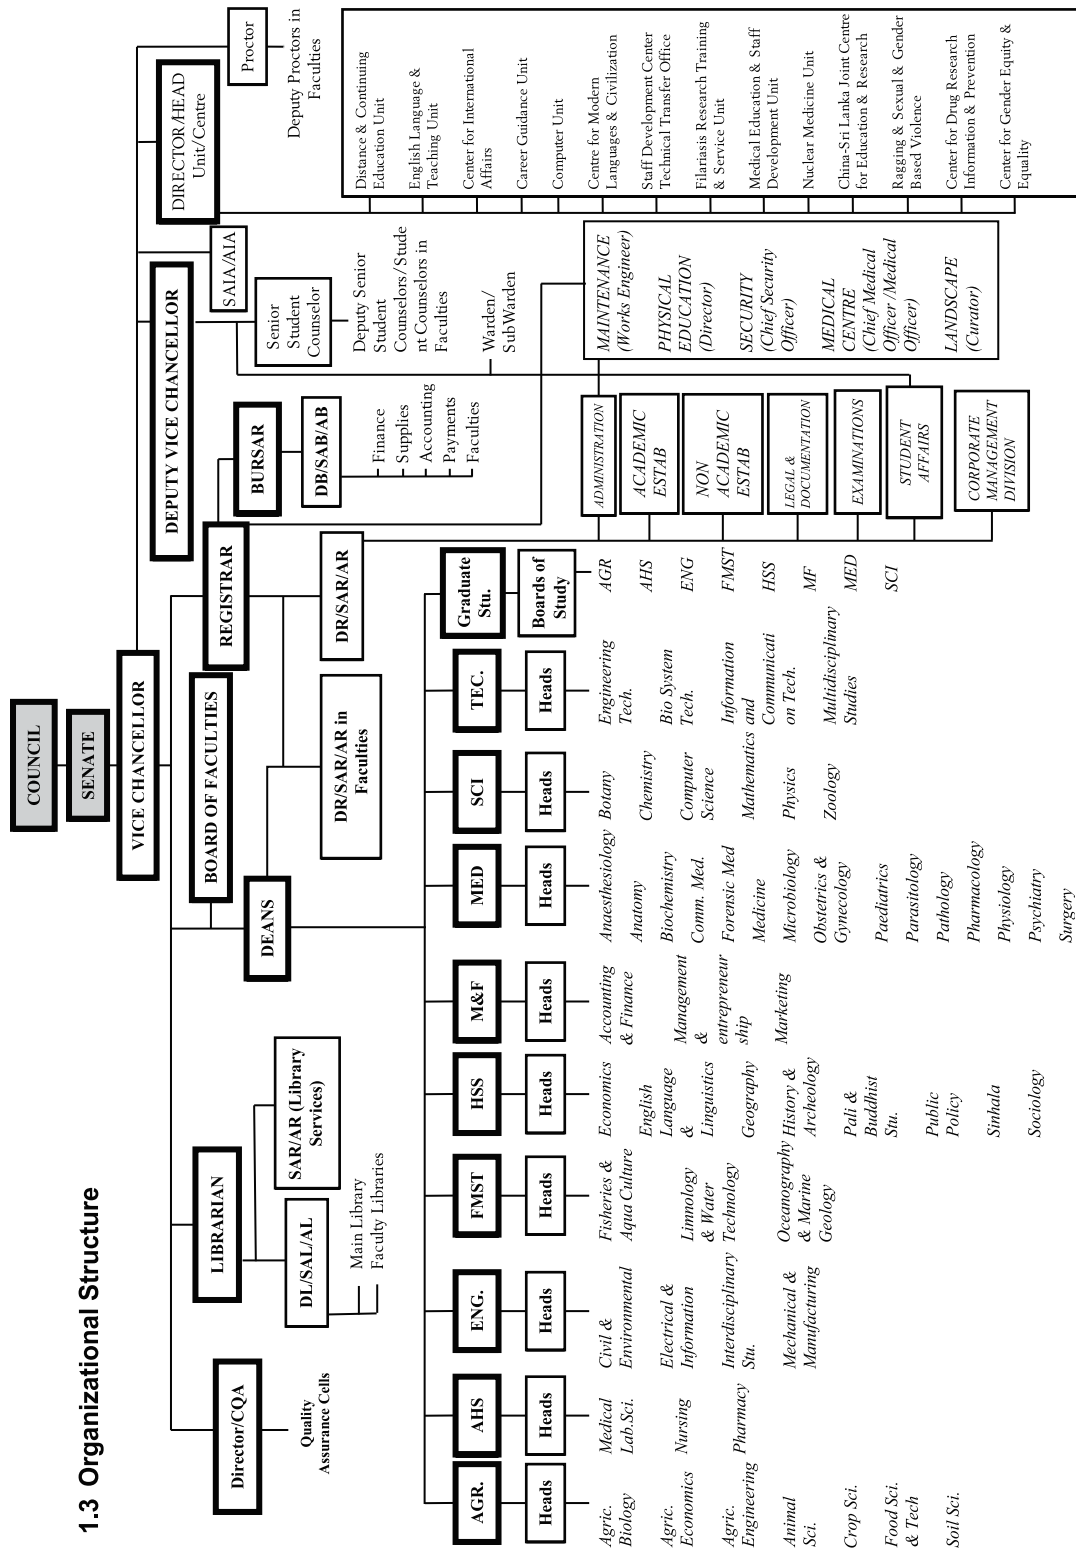 1.3 Organizational Structure
COUNCIL
SENATE
VICE CHANCELLOR
DEPUTY VICE CHANCELLOR
SAIA/AIA
DIRECTOR/HEAD
Unit/Centre
Proctor
Deputy Proctors in
Faculties
Senior
Student
Counselor
Deputy Senior
Student
Counselors/Stude
nt Counselors in
Faculties
Warden/
SubWarden
Distance & Continuing
Education Unit
English Language &
Teaching Unit
Center for International
Affairs
Career Guidance Unit
Computer Unit
Centre for Modern
Languages & Civilization
Staff Development Center
Technical Transfer Office
Filariasis Research Training
& Service Unit
Medical Education & Staff
Development Unit
Nuclear Medicine Unit
China-Sri Lanka Joint Centre
for Education & Research
Ragging & Sexual & Gender
Based Violence
Center for Drug Research
Information & Prevention
Center for Gender Equity &
Equality
Director/CQA
Quality
Assurance Cells
LIBRARIAN
DL/SAL/AL
SAR/AR (Library
Services)
Main Library
Faculty Libraries
BOARD OF FACULTIES
DEANS
REGISTRAR
DR/SAR/AR in
Faculties
DR/SAR/AR
BURSAR
DB/SAB/AB
Finance
Supplies
Accounting
Payments
Faculties
MAINTENANCE
(Works Engineer)
PHYSICAL
EDUCATION
(Director)
SECURITY
(Chief Security
Officer)
MEDICAL
CENTRE
(Chief Medical
Officer /Medical
Officer)
LANDSCAPE
(Curator)
ADMINISTRATION
ACADEMIC
ESTAB
NON
ACADEMIC
ESTAB
LEGAL &
DOCUMENTATION
EXAMINATIONS
STUDENT
AFFAIRS
CORPORATE
MANAGEMENT
DIVISION
AGR.
Heads
Agric.
Biology
Agric.
Economics
Agric.
Engineering
Animal
Sci.
Crop Sci.
Food Sci.
& Tech
Soil Sci.
AHS
Heads
Medical
Lab.Sci.
Nursing
Pharmacy
ENG.
Heads
Civil &
Environmental
Electrical &
Information
Interdisciplinary
Stu.
Mechanical &
Manufacturing
FMST
Heads
Fisheries &
Aqua Culture
Limnology
& Water
Technology
Oceanography
& Marine
Geology
HSS
Heads
Economics
English
Language
&
Linguistics
Geography
History &
Archeology
Pali &
Buddhist
Stu.
Public
Policy
Sinhala
Sociology
M&F
Heads
Accounting
& Finance
Management
&
entrepreneur
ship
Marketing
MED
Heads
Anaesthesiology
Anatomy
Biochemistry
Comm. Med.
Forensic Med
Medicine
Microbiology
Obstetrics &
Gynecology
Paediatrics
Parasitology
Pathology
Pharmacology
Physiology
Psychiatry
Surgery
SCI
Heads
Botany
Chemistry
Computer
Science
Mathematics
Physics
Zoology
TEC.
Heads
Engineering
Tech.
Bio System
Tech.
Information
and
Communicati
on Tech.
Multidisciplinary
Studies
Graduate
Stu.
Boards of
Study
AGR
AHS
ENG
FMST
HSS
MF
MED
SCI